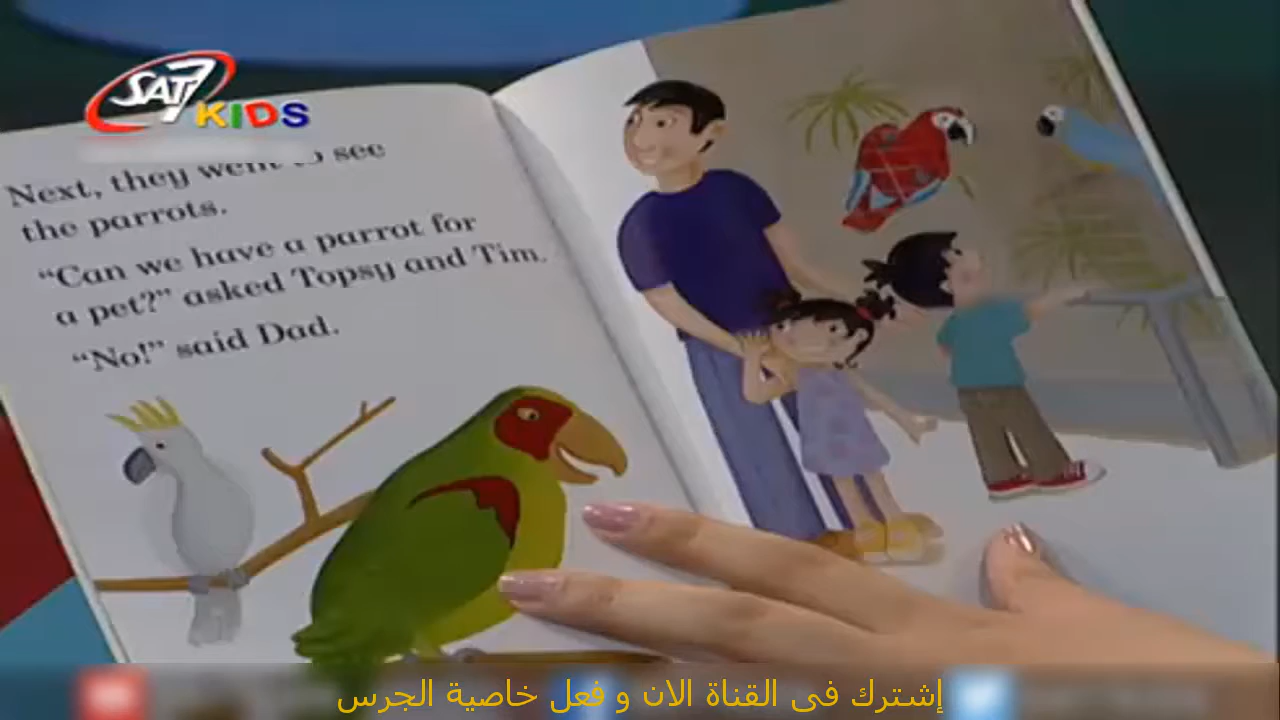 SAT7
KIDS
Next, they went to see
the parrots.
“Can we have a parrot for
a pet?” asked Topsy and Tim.
“No!” said Dad.
إشترك فى القناة الان و فعل خاصية الجرس